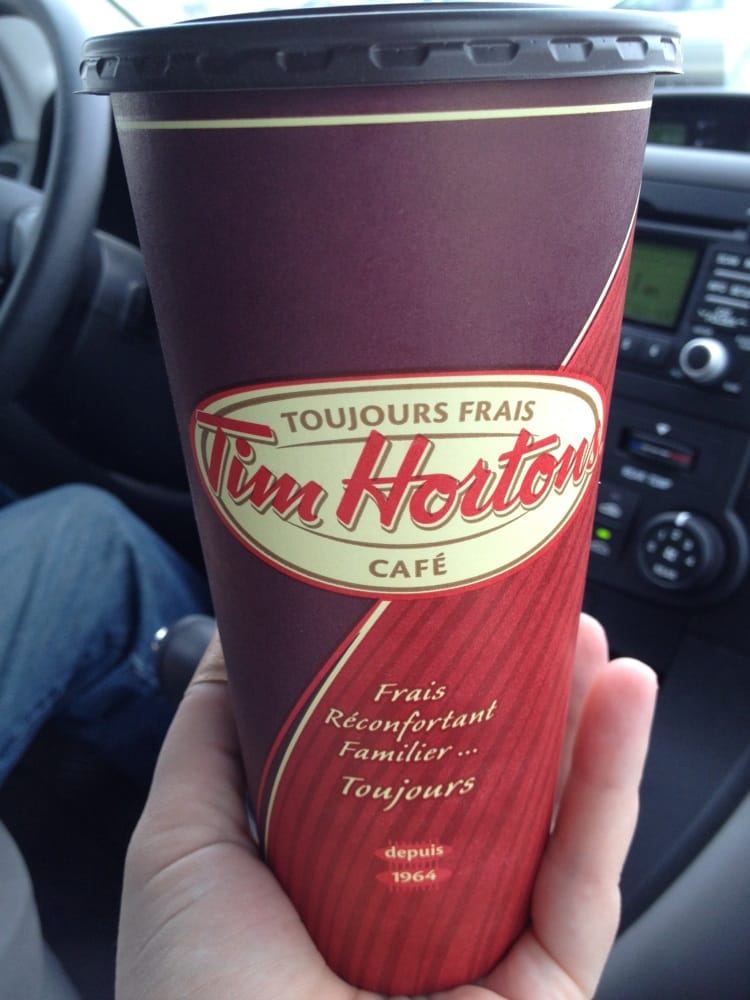 TOUJOURS FRAIS
Tim Hortons
CAFÉ
Frais
Réconfortant
Familier ...
Toujours
depuis
1964